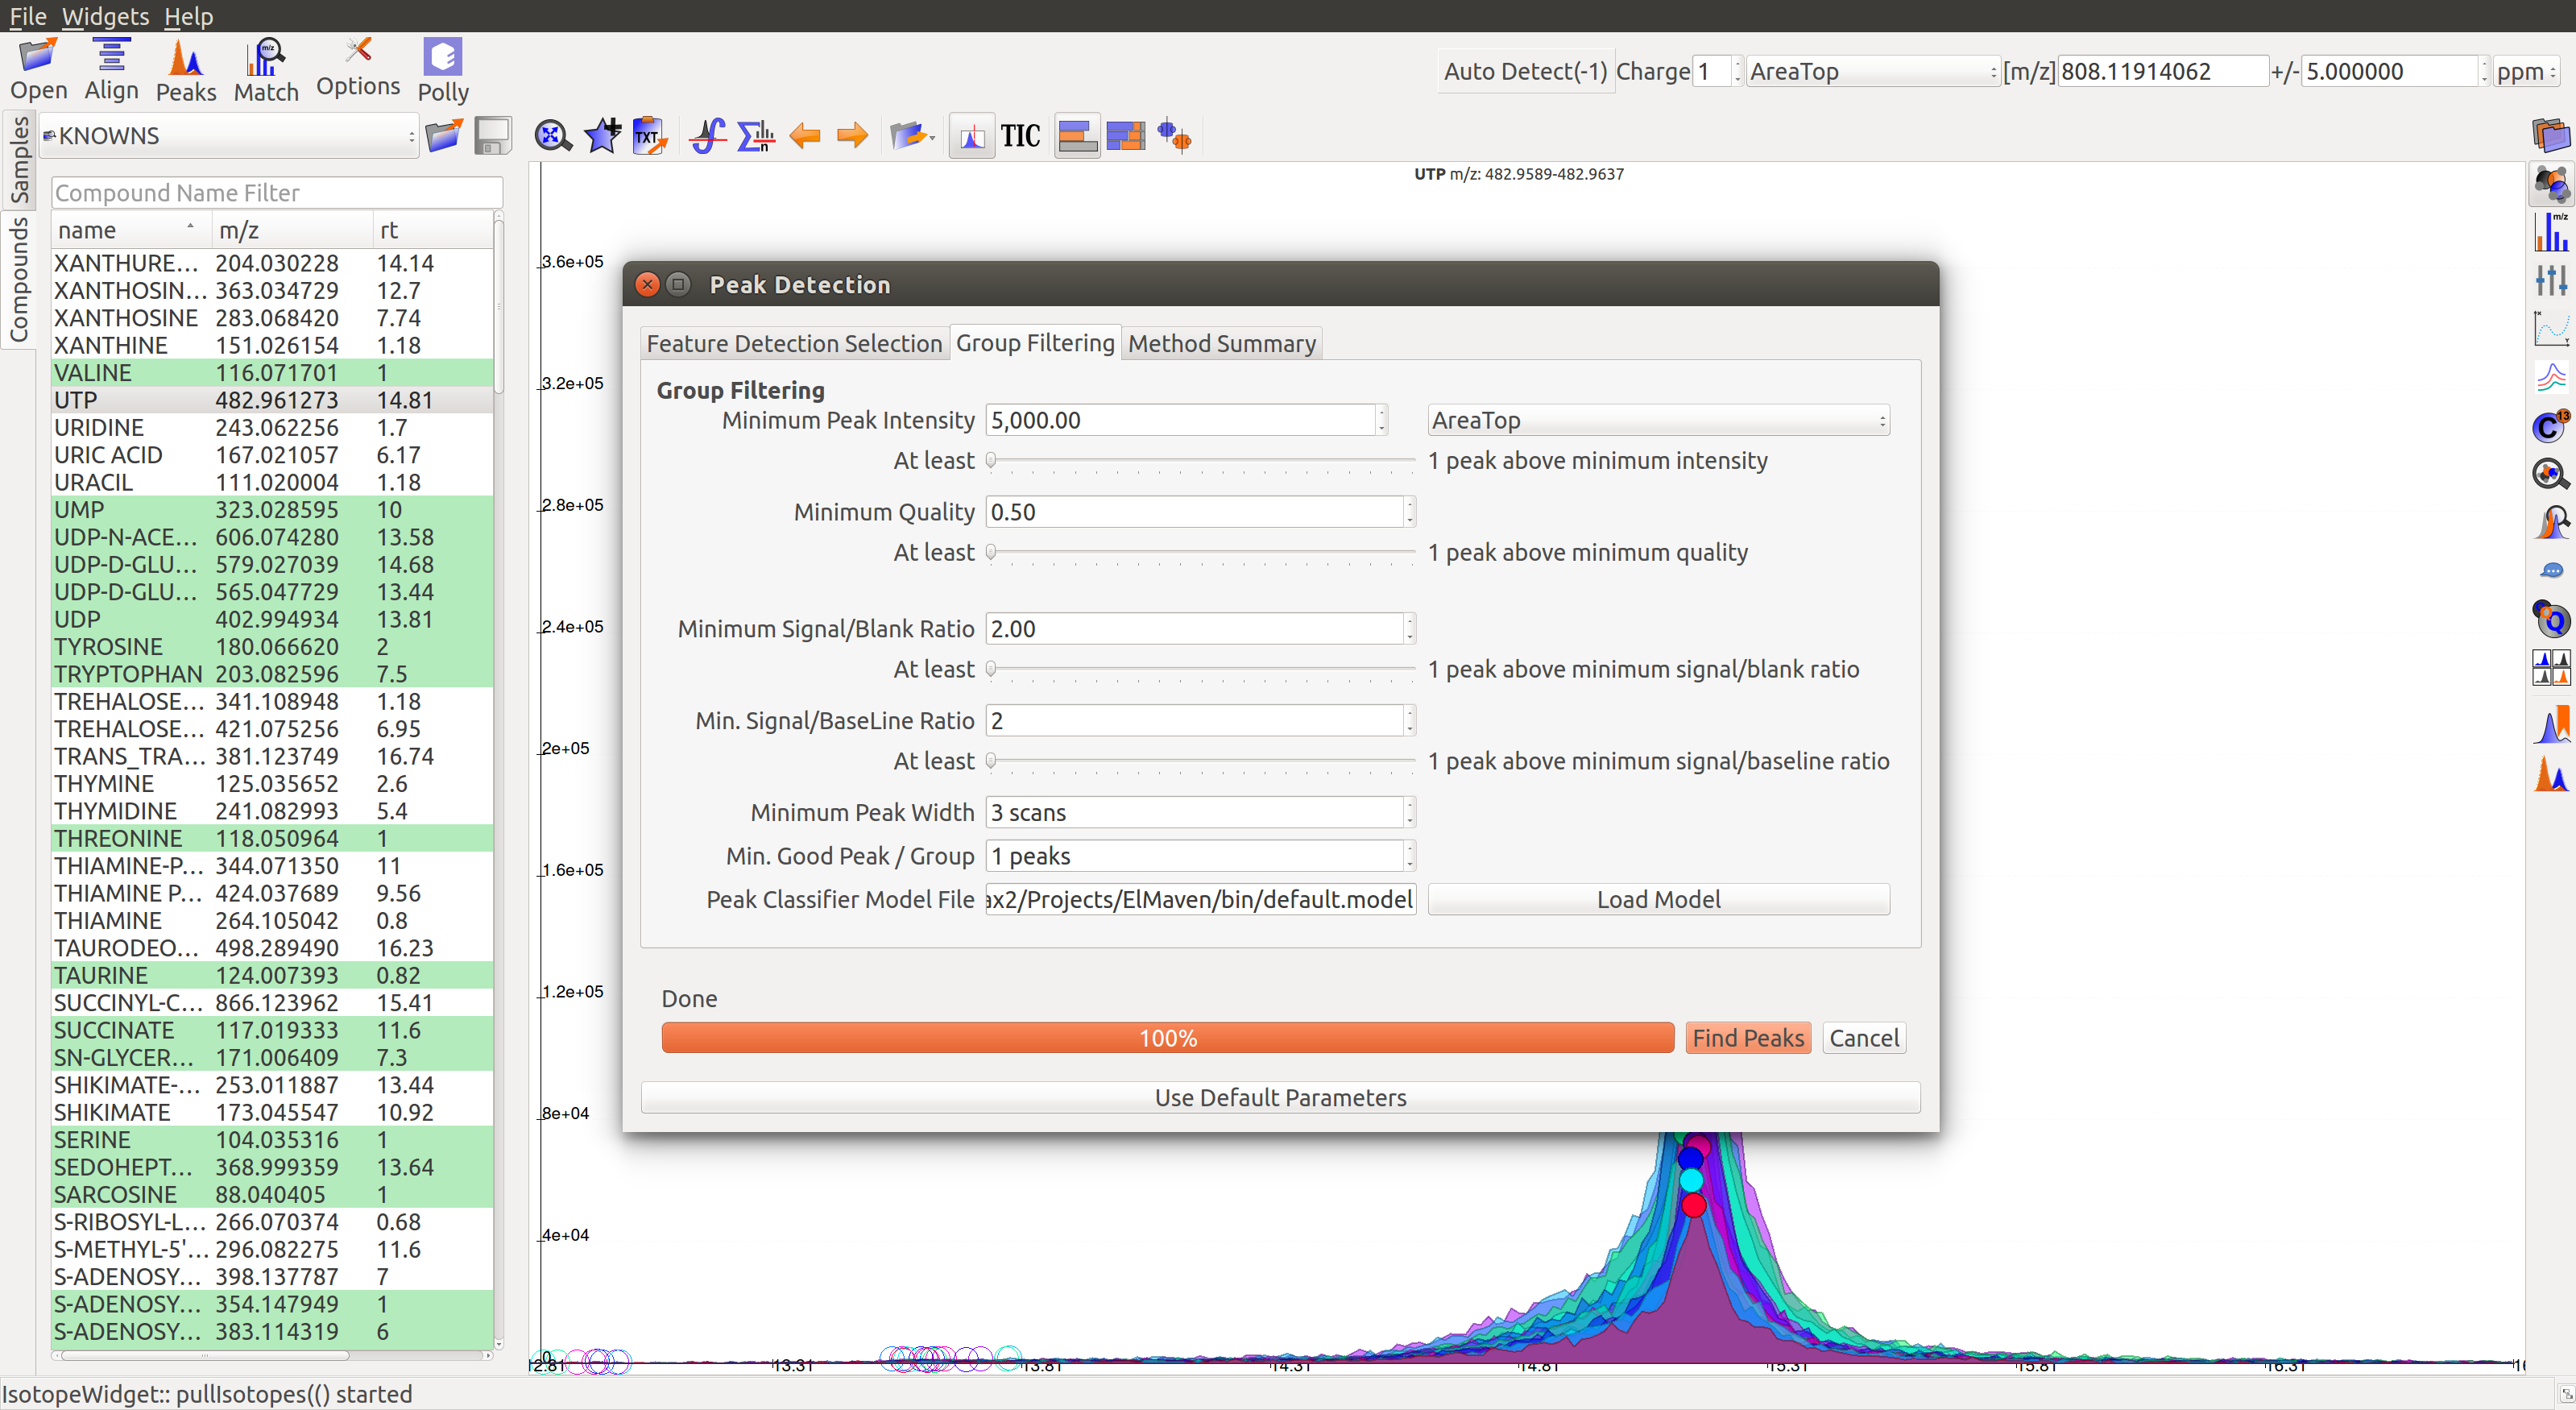 File Widgets Help
Open Align Peaks Match Options Polly
Auto Detect(-1) Charge 1 AreaTop [m/z] 808.11914062 +/- 5.000000 ppm
Samples
Compounds
KNOWNS
TXT TIC
Compound Name Filter
name m/z rt
XANTHURE... 204.030228 14.14
XANTHOSIN... 363.034729 12.7
XANTHOSINE 283.068420 7.74
XANTHINE 151.026154 1.18
VALINE 116.071701 1
UTP 482.961273 14.81
URIDINE 243.062256 1.7
URIC ACID 167.021057 6.17
URACIL 111.020004 1.18
UMP 323.028595 10
UDP-N-ACE... 606.074280 13.58
UDP-D-GLU... 579.027039 14.68
UDP-D-GLU... 565.047729 13.44
UDP 402.994934 13.81
TYROSINE 180.066620 2
TRYPTOPHAN 203.082596 7.5
TREHALOSE... 341.108948 1.18
TREHALOSE... 421.075256 6.95
TRANS_TRA... 381.123749 16.74
THYMINE 125.035652 2.6
THYMIDINE 241.082993 5.4
THREONINE 118.050964 1
THIAMINE-P... 344.071350 11
THIAMINE P... 424.037689 9.56
THIAMINE 264.105042 0.8
TAURODEO... 498.289490 16.23
TAURINE 124.007393 0.82
SUCCINYL-C... 866.123962 15.41
SUCCINATE 117.019333 11.6
SN-GLYCER... 171.006409 7.3
SHIKIMATE-... 253.011887 13.44
SHIKIMATE 173.045547 10.92
SERINE 104.035316 1
SEDOHEPT... 368.999359 13.64
SARCOSINE 88.040405 1
S-RIBOSYL-L... 266.070374 0.68
S-METHYL-5'... 296.082275 11.6
S-ADENOSY... 398.137787 7
S-ADENOSY... 354.147949 1
S-ADENOSY... 383.114319 6
UTP m/z: 482.9589-482.9637
3.6e+05
3.2e+05
2.8e+05
2.4e+05
2e+05
1.6e+05
1.2e+05
8e+04
4e+04
0
12.81 13.31 13.81 14.31 14.81 15.31 15.81 16.31
Peak Detection
Feature Detection Selection Group Filtering Method Summary
Group Filtering
Minimum Peak Intensity 5,000.00 AreaTop
At least 1 peak above minimum intensity
Minimum Quality 0.50
At least 1 peak above minimum quality
Minimum Signal/Blank Ratio 2.00
At least 1 peak above minimum signal/blank ratio
Min. Signal/BaseLine Ratio 2
At least 1 peak above minimum signal/baseline ratio
Minimum Peak Width 3 scans
Min. Good Peak / Group 1 peaks
Peak Classifier Model File ax2/Projects/ElMaven/bin/default.model Load Model
Done
100% Find Peaks Cancel
Use Default Parameters
IsotopeWidget:: pullIsotopes(() started